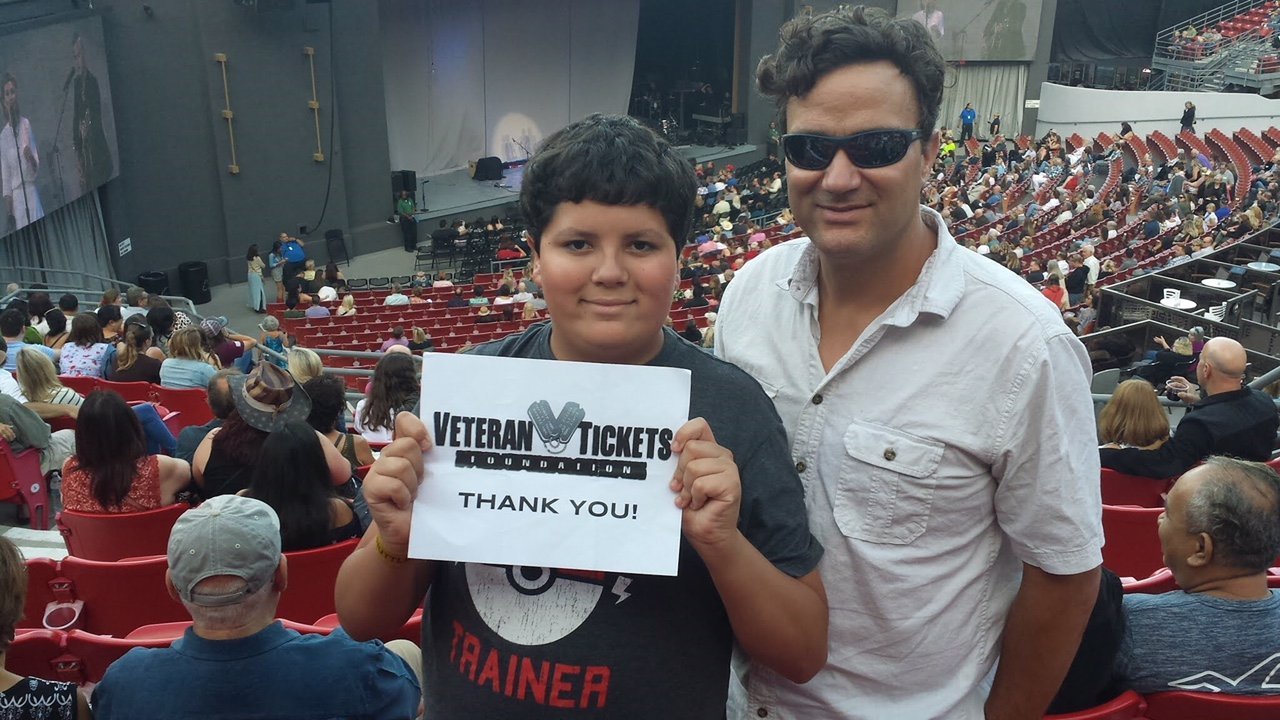 VETERAN TICKETS
FOUNDATION
THANK YOU!
TRAINER